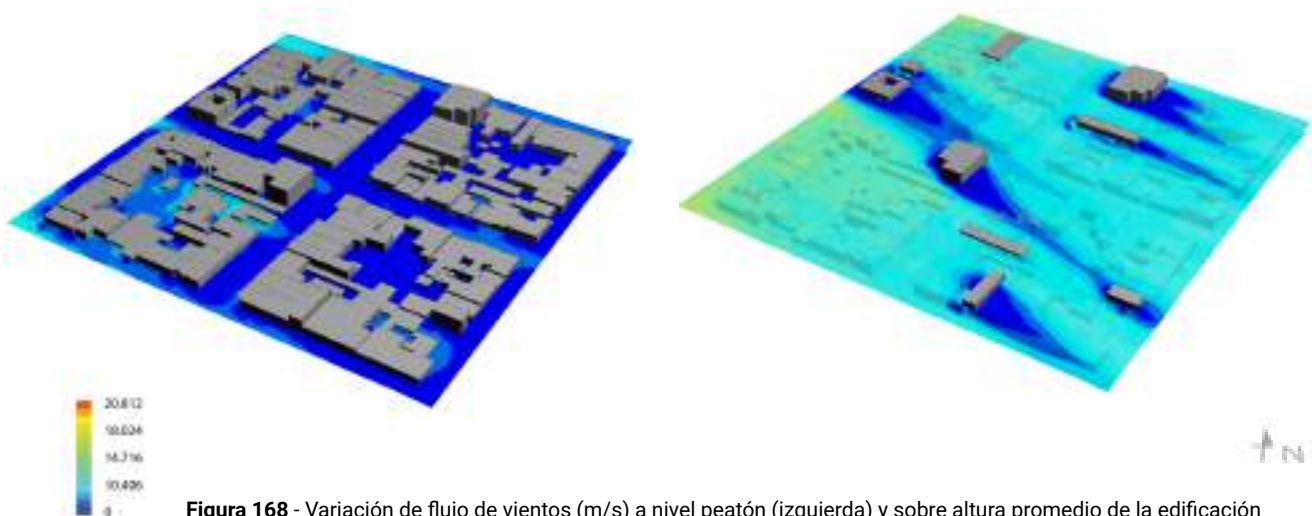 20.812
18.024
14.716
10.406
0
N
Figura 168 - Variación de flujo de vientos (m/s) a nivel peatón (izquierda) y sobre altura promedio de la edificación